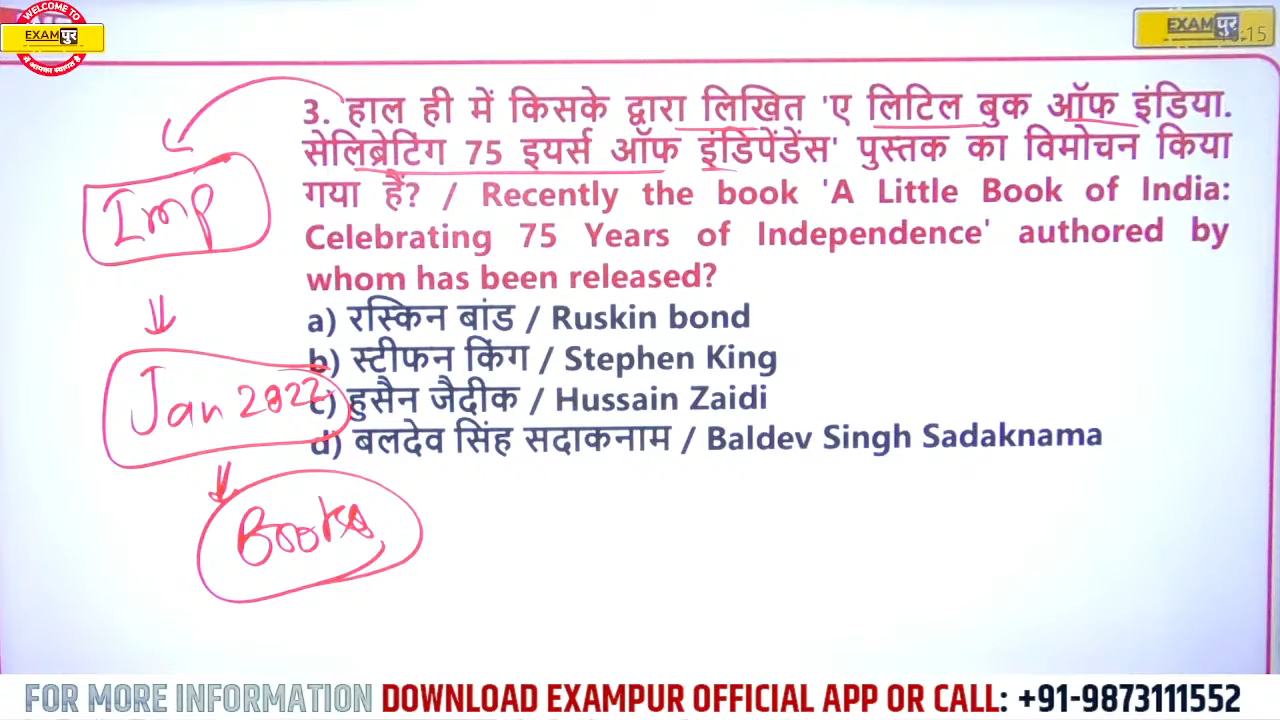 WELCOME TO
EXAMपुर
में आपका स्वागत है
EXAMपुर
:15
3. हाल ही में किसके द्वारा लिखित 'ए लिटिल बुक ऑफ इंडिया.
सेलिब्रेटिंग 75 इयर्स ऑफ इंडिपेंडेंस' पुस्तक का विमोचन किया
गया हैं? / Recently the book 'A Little Book of India:
Celebrating 75 Years of Independence' authored by
whom has been released?
Imp
a) रस्किन बांड / Ruskin bond
b) स्टीफन किंग / Stephen King
Jan 2022
c) हुसैन जैदीक / Hussain Zaidi
d) बलदेव सिंह सदाकनाम / Baldev Singh Sadaknama
Books
FOR MORE INFORMATION DOWNLOAD EXAMPUR OFFICIAL APP OR CALL: +91-9873111552